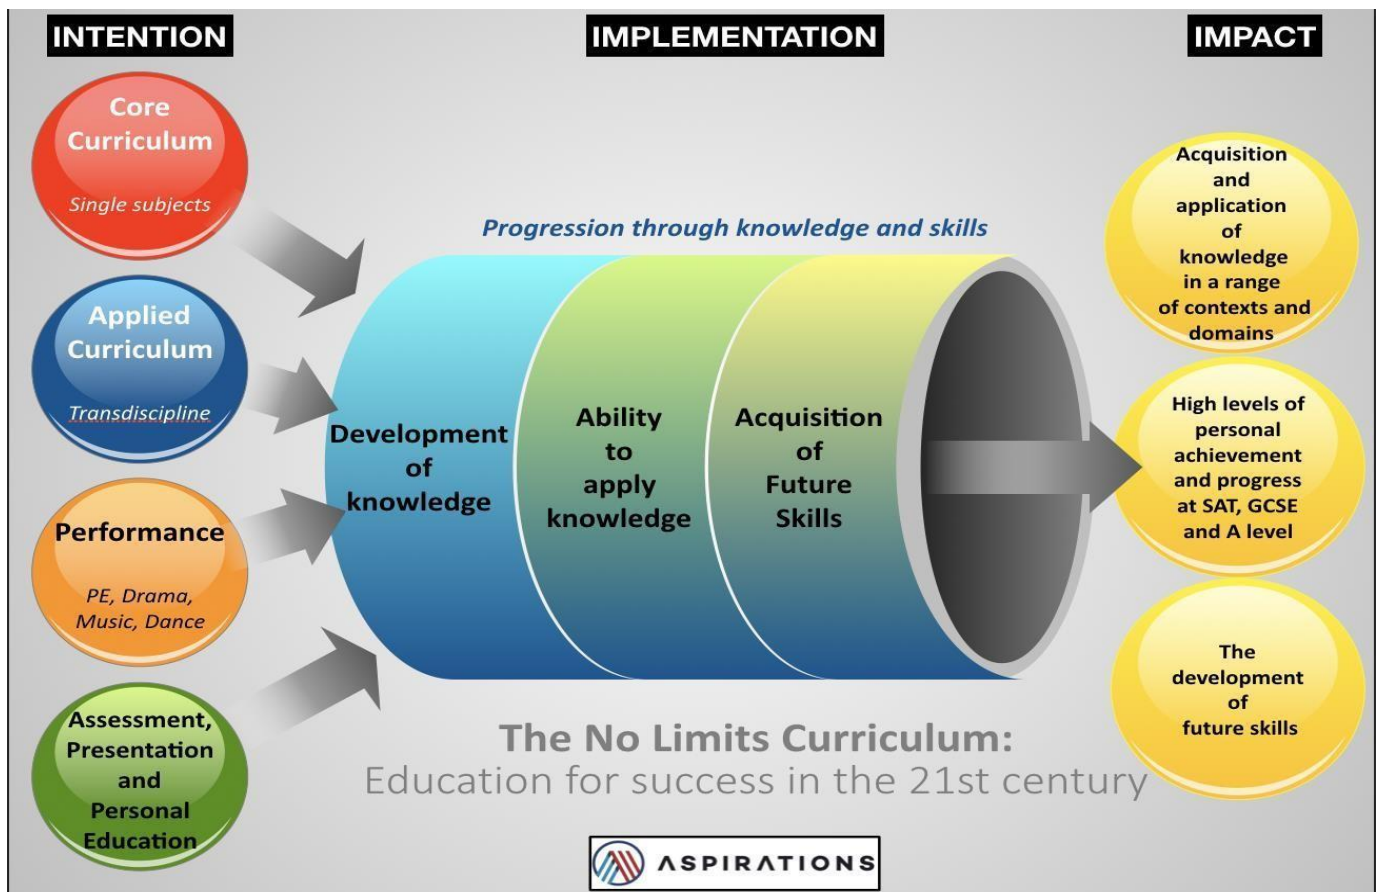 INTENTION
IMPLEMENTATION
IMPACT
Core
Curriculum
Single subjects
Applied
Curriculum
Transdiscipline
Performance
PE, Drama,
Music, Dance
Assessment,
Presentation
and
Personal
Education
Progression through knowledge and skills
Development
of
knowledge
Ability
to
apply
knowledge
Acquisition
of
Future
Skills
Acquisition
and
application
of
knowledge
in a range
of contexts and
domains
High levels of
personal
achievement
and progress
at SAT, GCSE
and A level
The
development
of
future skills
The No Limits Curriculum:
Education for success in the 21st century
ASPIRATIONS